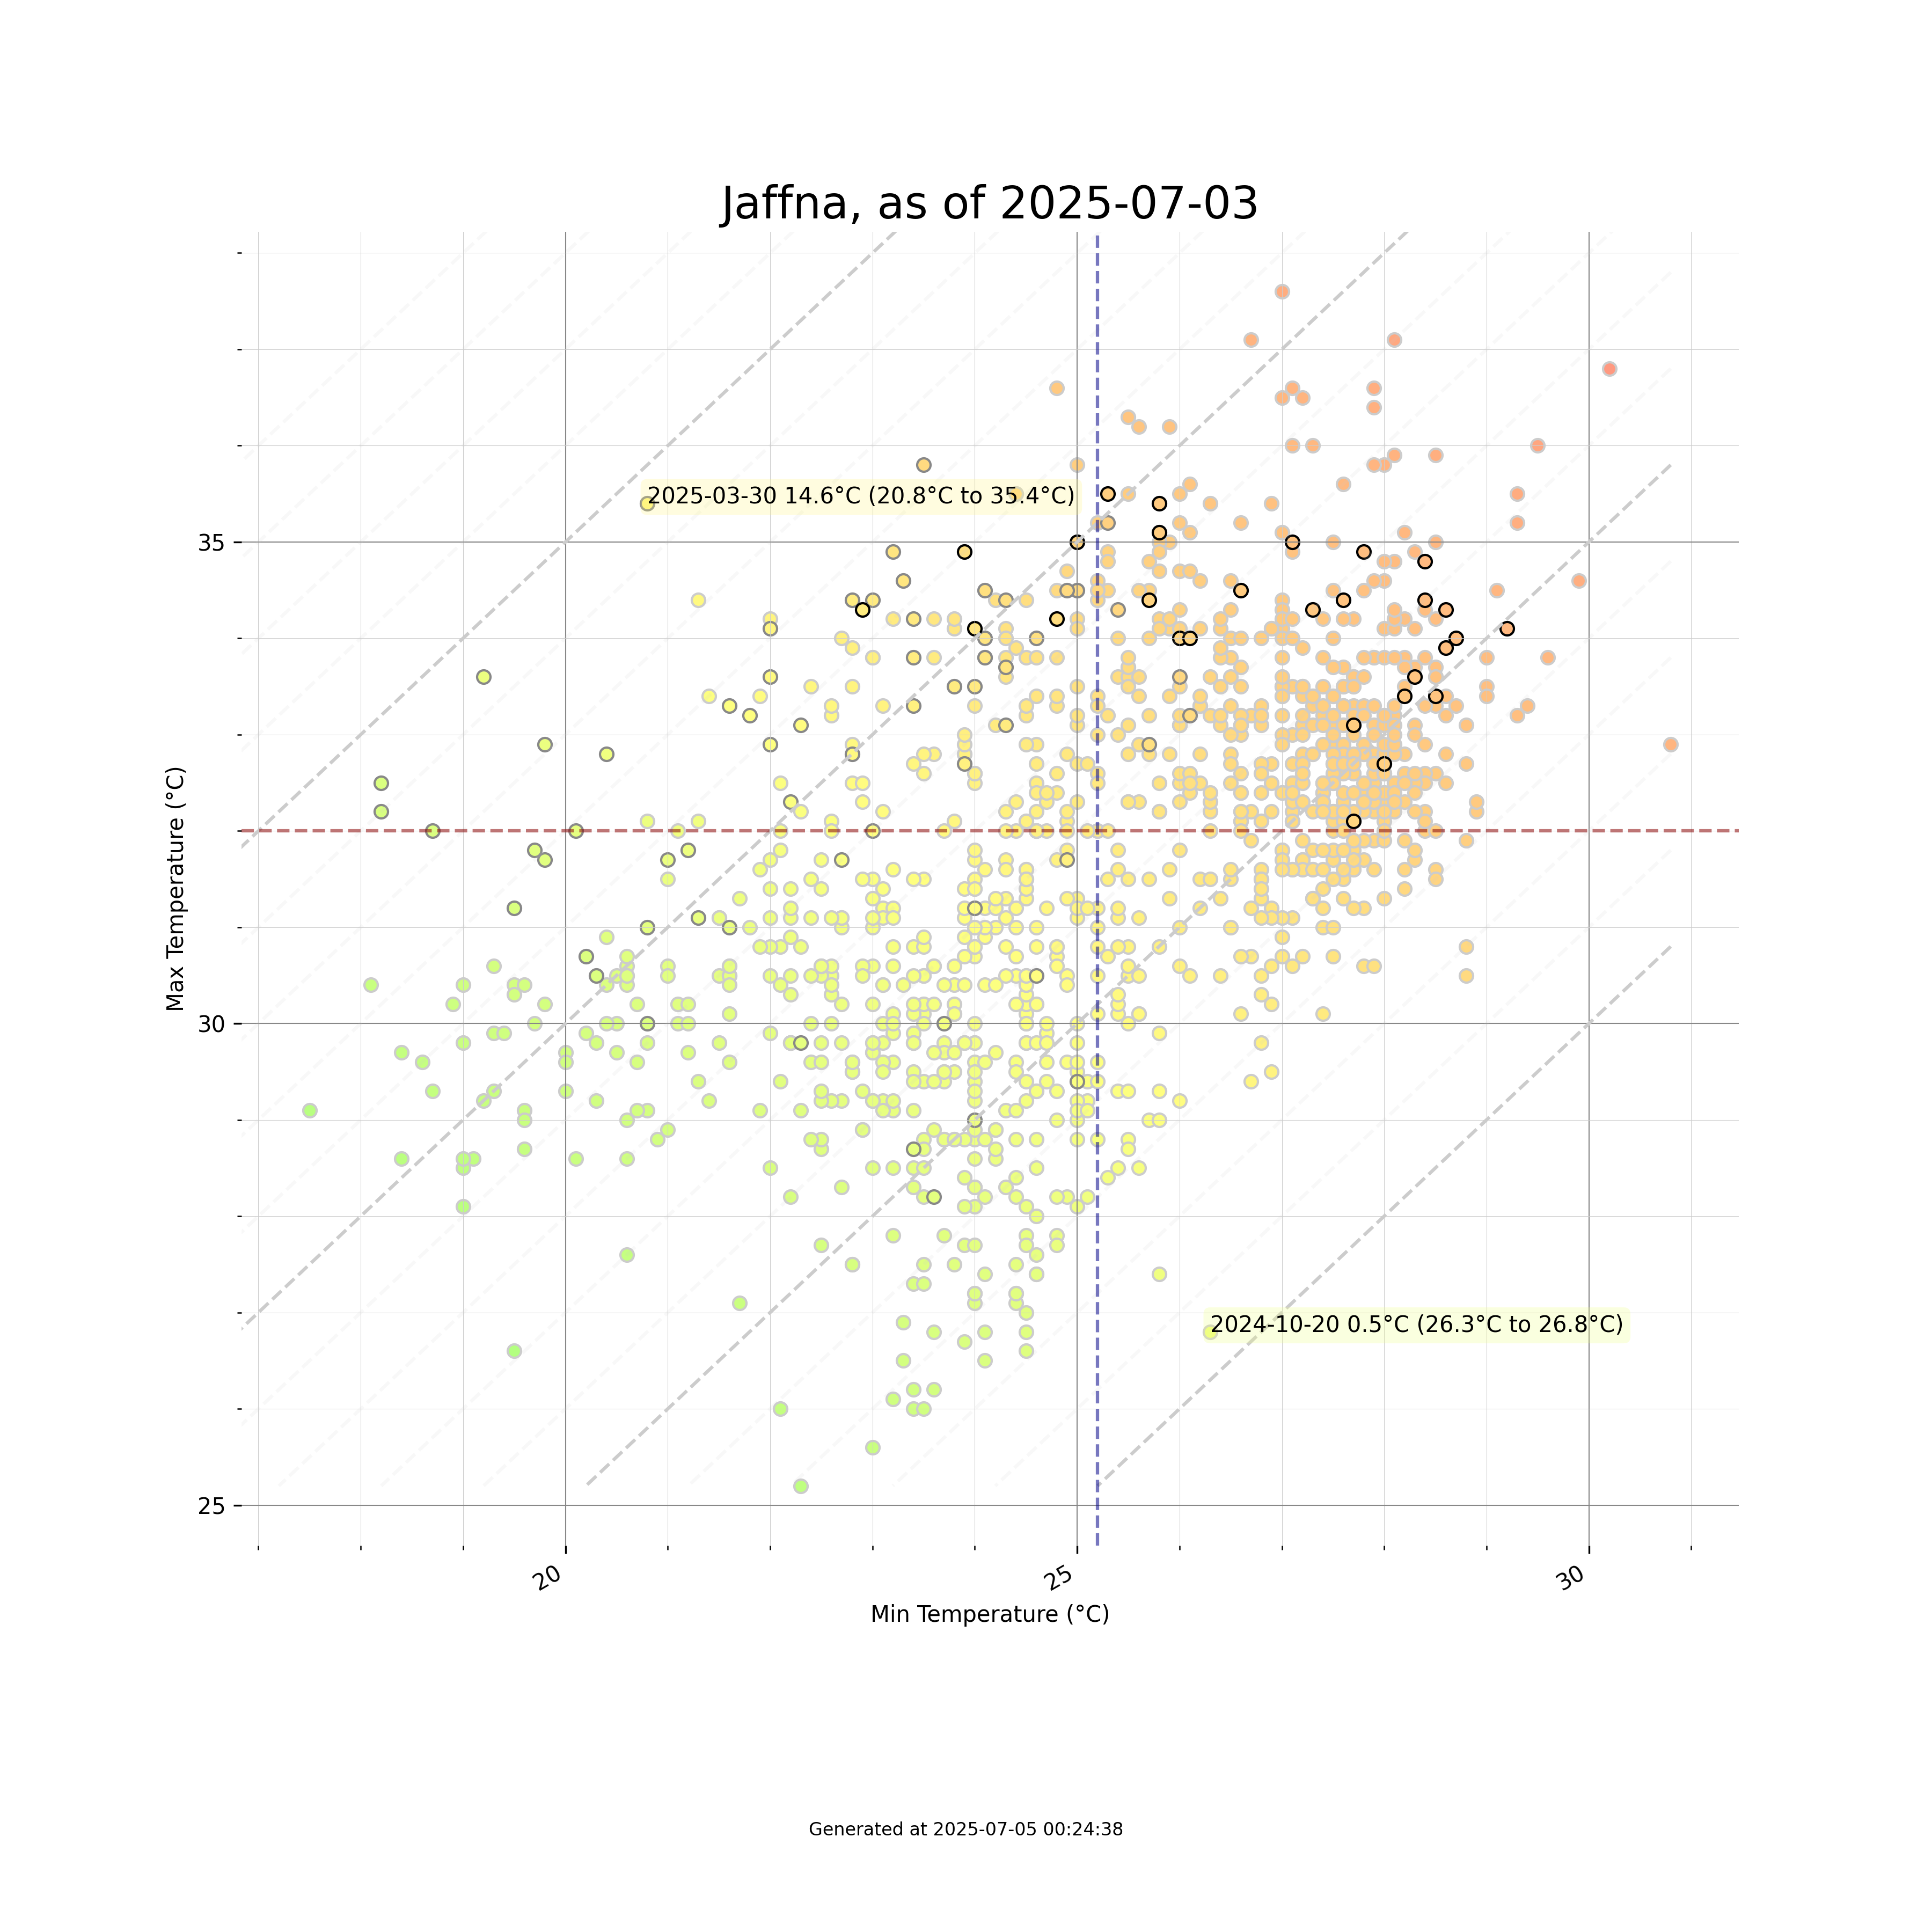 Jaffna, as of 2025-07-03
Max Temperature (°C)
35
30
25
2025-03-30 14.6°C (20.8°C to 35.4°C)
2024-10-20 0.5°C (26.3°C to 26.8°C)
20
25
30
Min Temperature (°C)
Generated at 2025-07-05 00:24:38